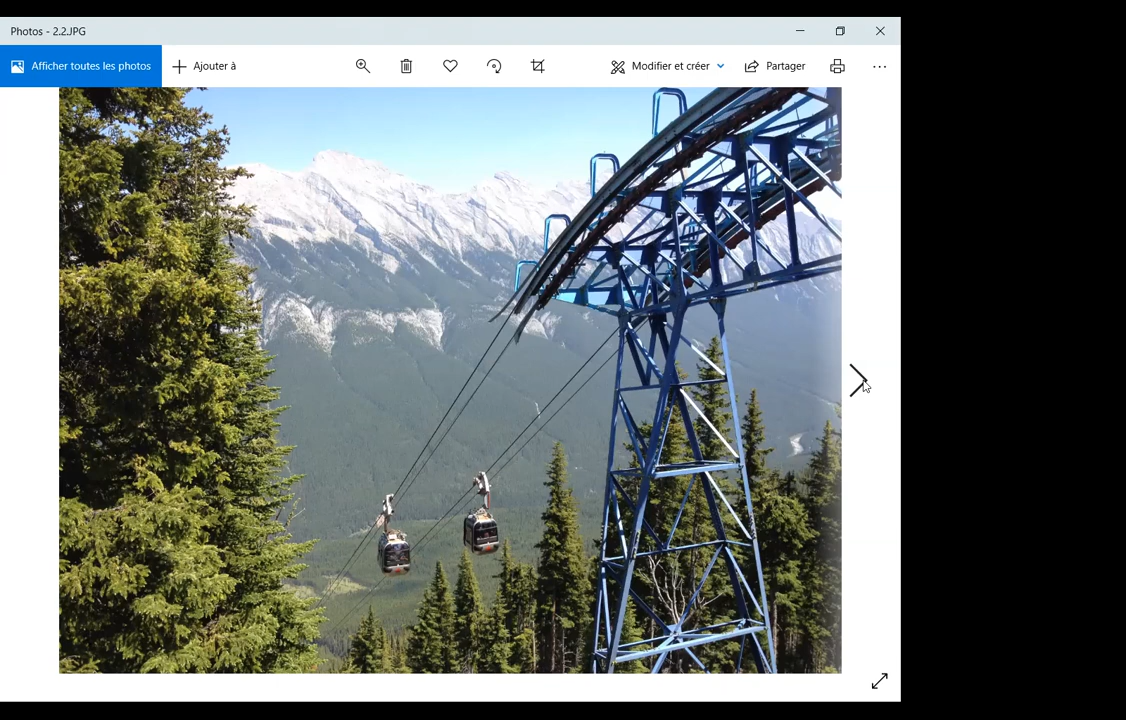 Photos - 2.2.JPG
Afficher toutes les photos
Ajouter à
Modifier et créer
Partager